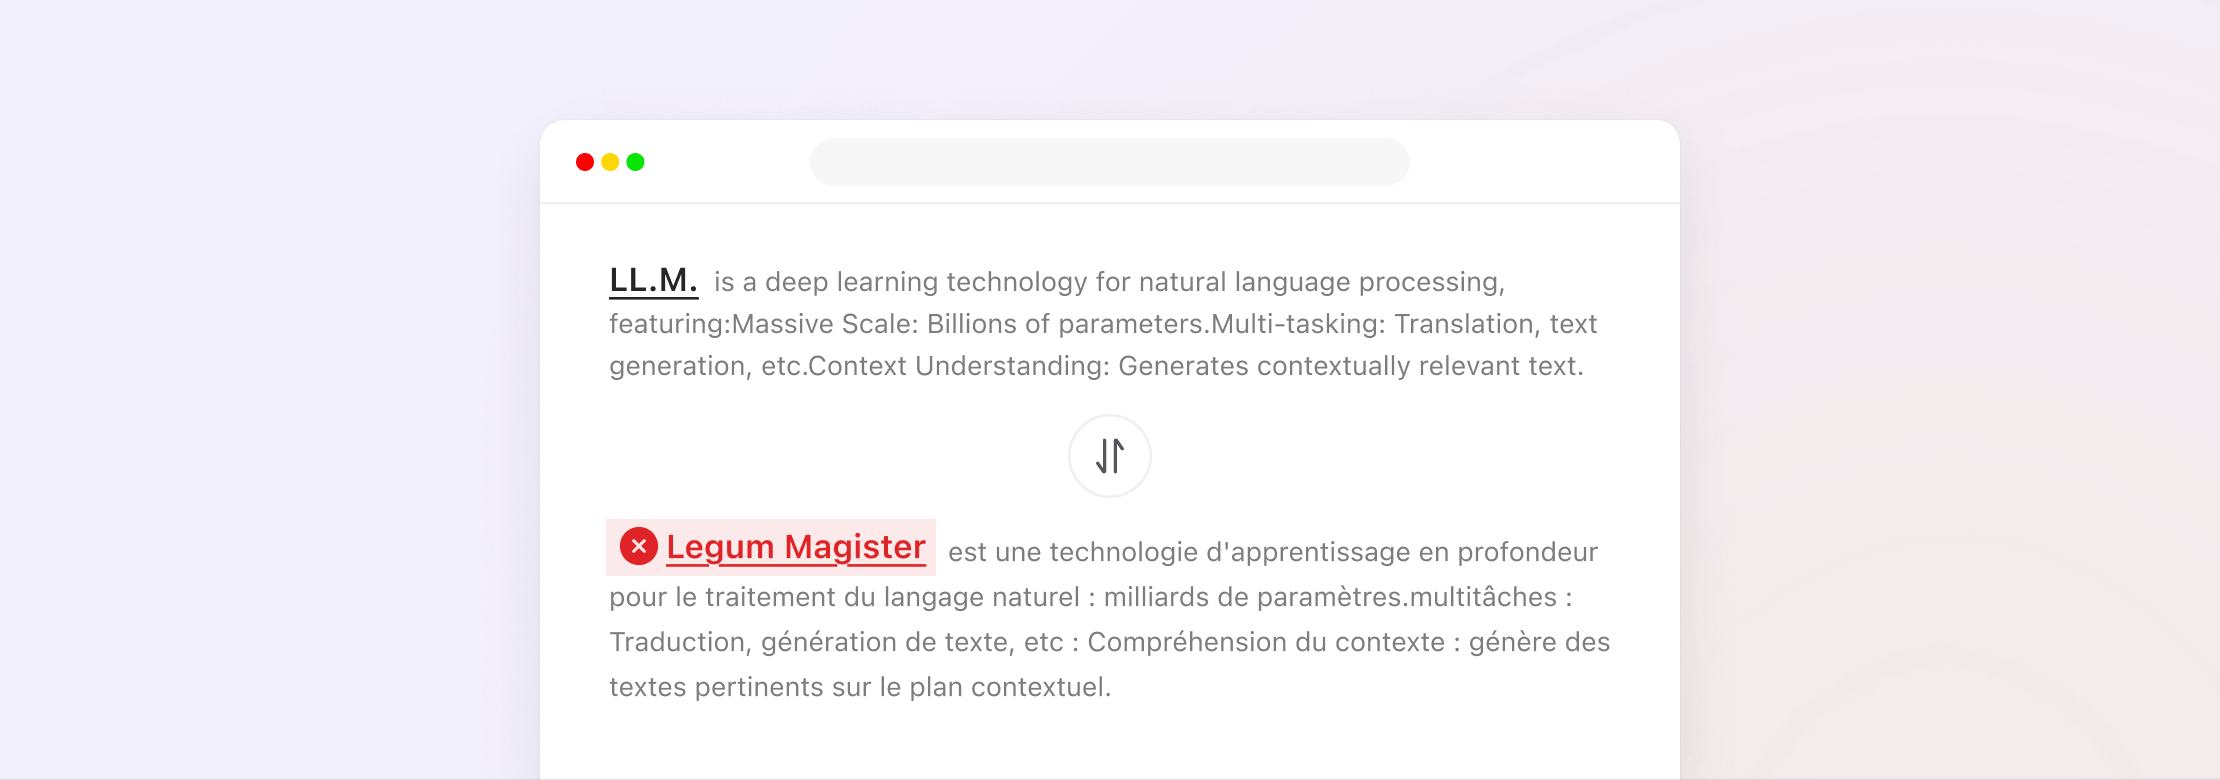 LL.M. is a deep learning technology for natural language processing,
featuring:Massive Scale: Billions of parameters.Multi-tasking: Translation, text
generation, etc.Context Understanding: Generates contextually relevant text.
Legum Magister est une technologie d'apprentissage en profondeur
pour le traitement du langage naturel : milliards de paramètres.multitâches :
Traduction, génération de texte, etc : Compréhension du contexte : génère des
textes pertinents sur le plan contextuel.